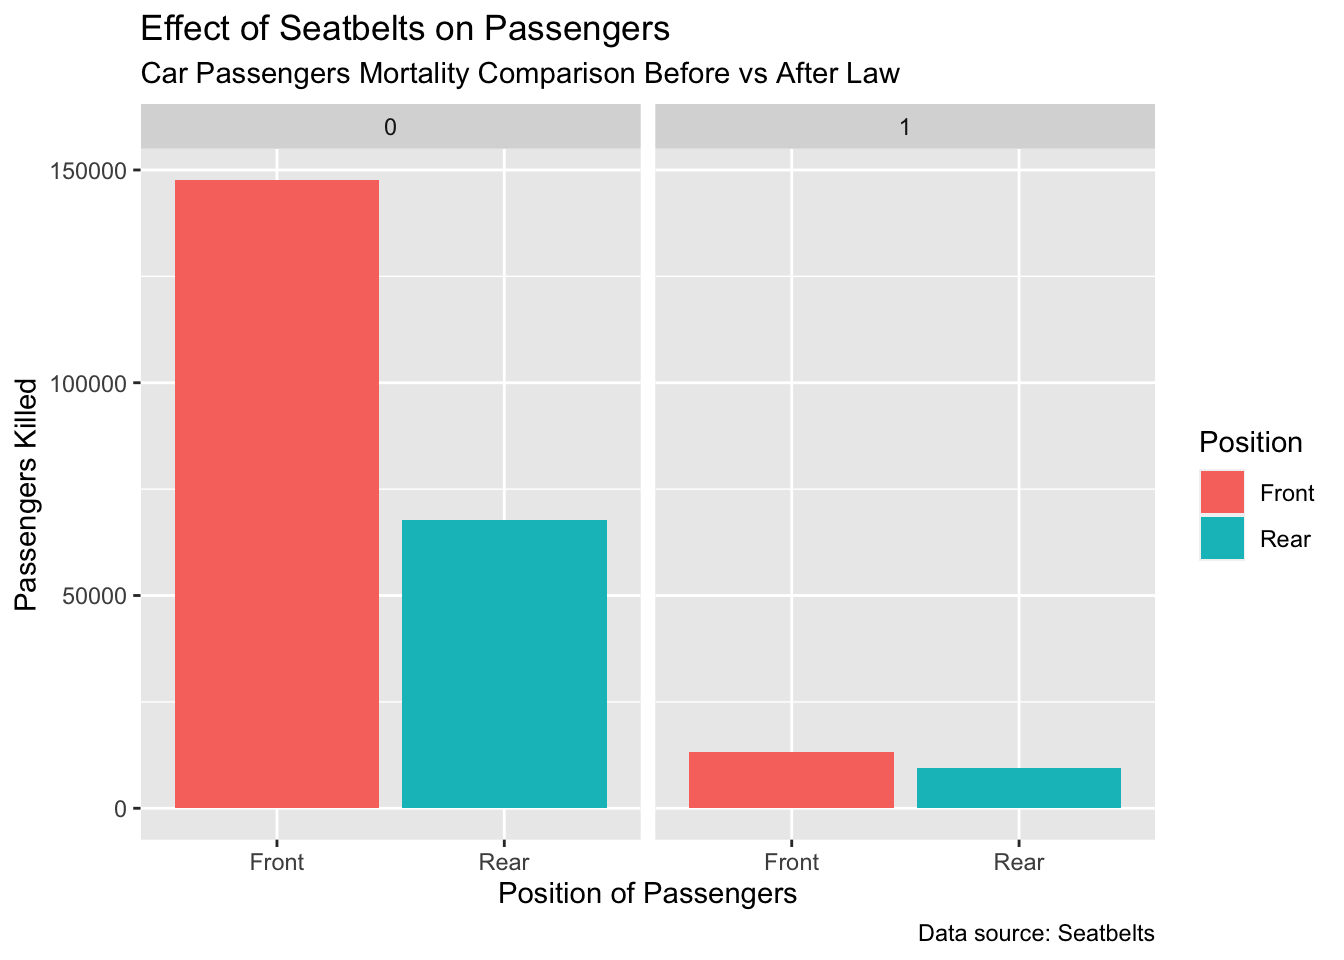 Effect of Seatbelts on Passengers
Car Passengers Mortality Comparison Before vs After Law
0
1
150000
100000
50000
0
Passengers Killed
Front
Rear
Front
Rear
Position of Passengers
Position
Front
Rear
Data source: Seatbelts